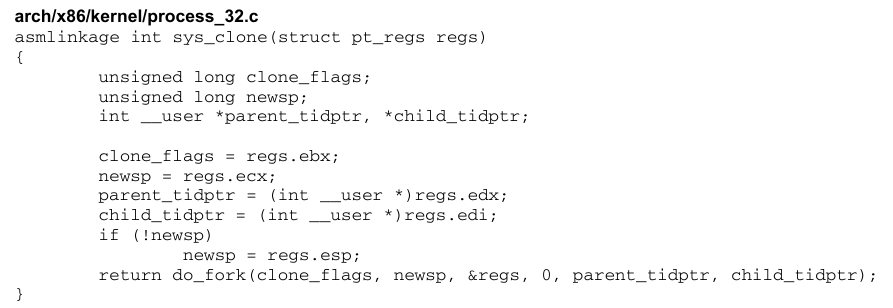 arch/x86/kernel/process_32.c
asmlinkage int sys_clone(struct pt_regs regs)
{
        unsigned long clone_flags;
        unsigned long newsp;
        int __user *parent_tidptr, *child_tidptr;

        clone_flags = regs.ebx;
        newsp = regs.ecx;
        parent_tidptr = (int __user *)regs.edx;
        child_tidptr = (int __user *)regs.edi;
        if (!newsp)
                newsp = regs.esp;
        return do_fork(clone_flags, newsp, &regs, 0, parent_tidptr, child_tidptr);
}